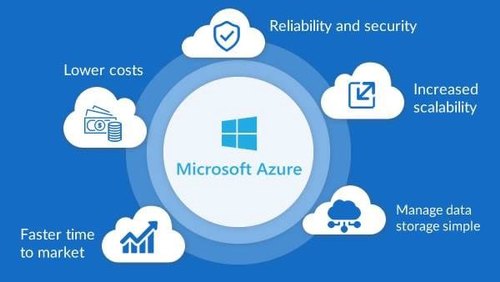 Reliability and security
Lower costs
Increased
scalability
Microsoft Azure
Manage data
storage simple
Faster time
to market